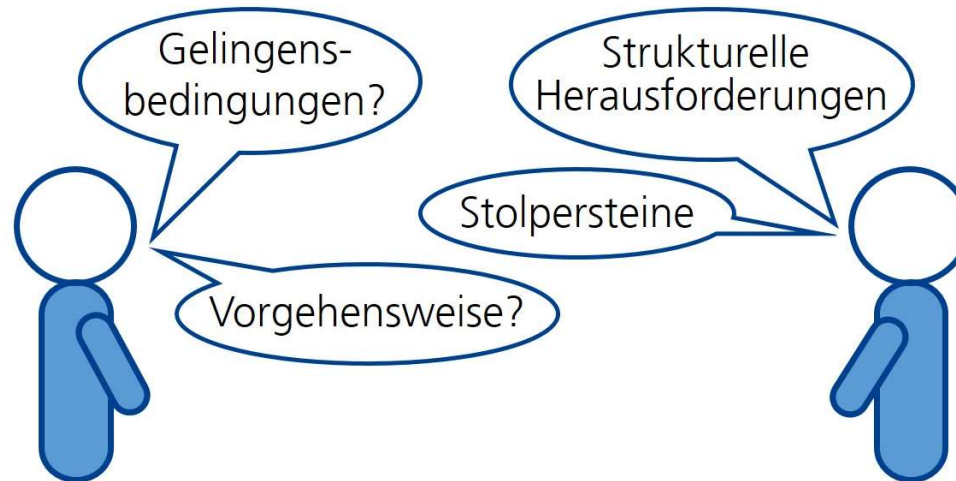 Gelingens-
bedingungen?
Vorgehensweise?
Strukturelle
Herausforderungen
Stolpersteine